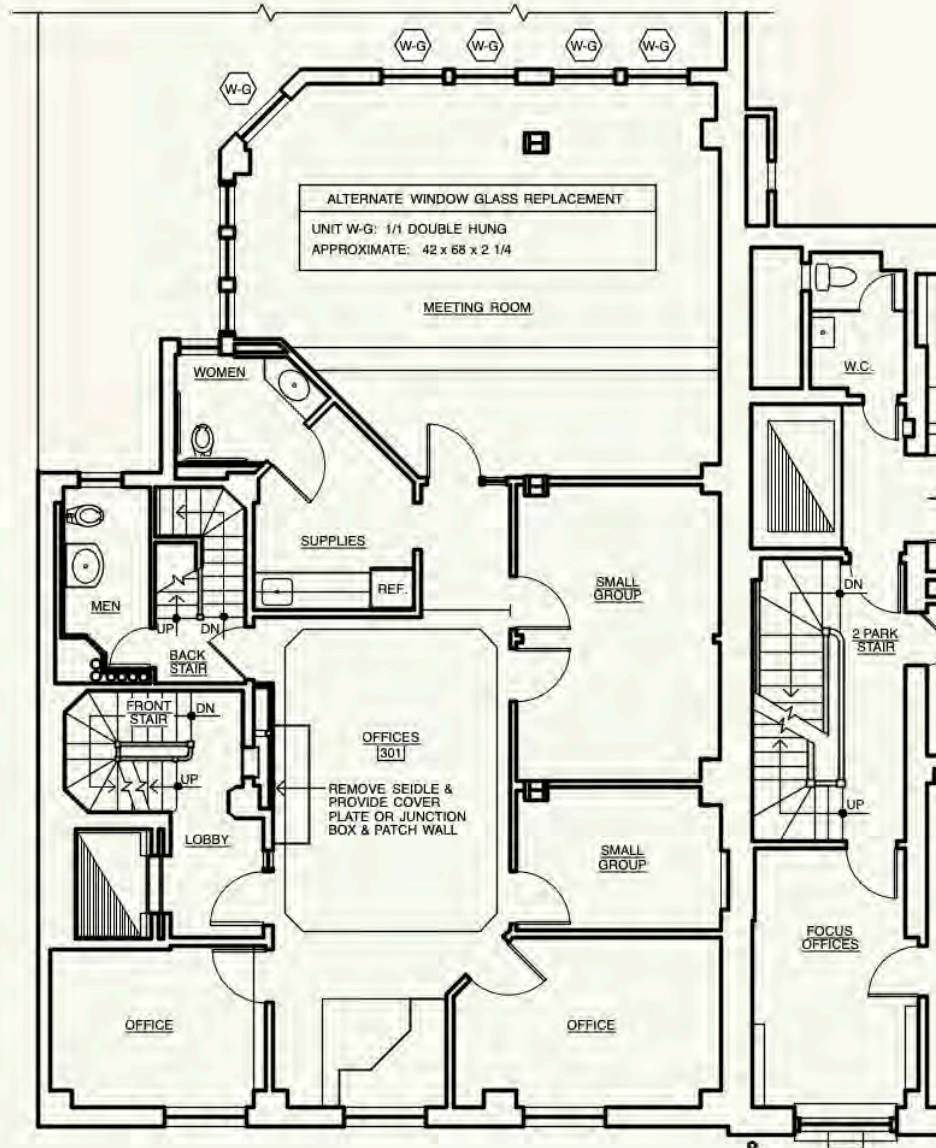 W-G
W-G
W-G
W-G
W-G
ALTERNATE WINDOW GLASS REPLACEMENT
UNIT W-G: 1/1 DOUBLE HUNG
APPROXIMATE: 42 x 68 x 2 1/4
MEETING ROOM
WOMEN
W.C.
SUPPLIES
REF.
SMALL
GROUP
MEN
UP
DN
BACK
STAIR
DN
2 PARK
STAIR
UP
FRONT
STAIR
DN
UP
OFFICES
301
REMOVE SEIDLE &
PROVIDE COVER
PLATE OR JUNCTION
BOX & PATCH WALL
LOBBY
SMALL
GROUP
FOCUS
OFFICES
OFFICE
OFFICE